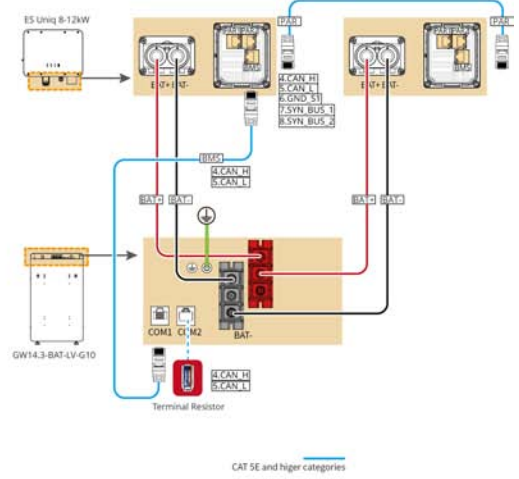 ES Uniq 8-12kW
PAR
PAR
BAT+ BAT-
BAT+ BAT-
BMS
4.CAN_H
5.CAN_L
6.GND_S1
7.SYN_BUS_1
8.SYN_BUS_2
BMS
4.CAN_H
5.CAN_L
BAT+
BAT-
BAT+
BAT-
COM1
COM2
BAT-
GW14.3-BAT-LV-G10
4.CAN_H
5.CAN_L
Terminal Resistor
CAT 5E and higer categories